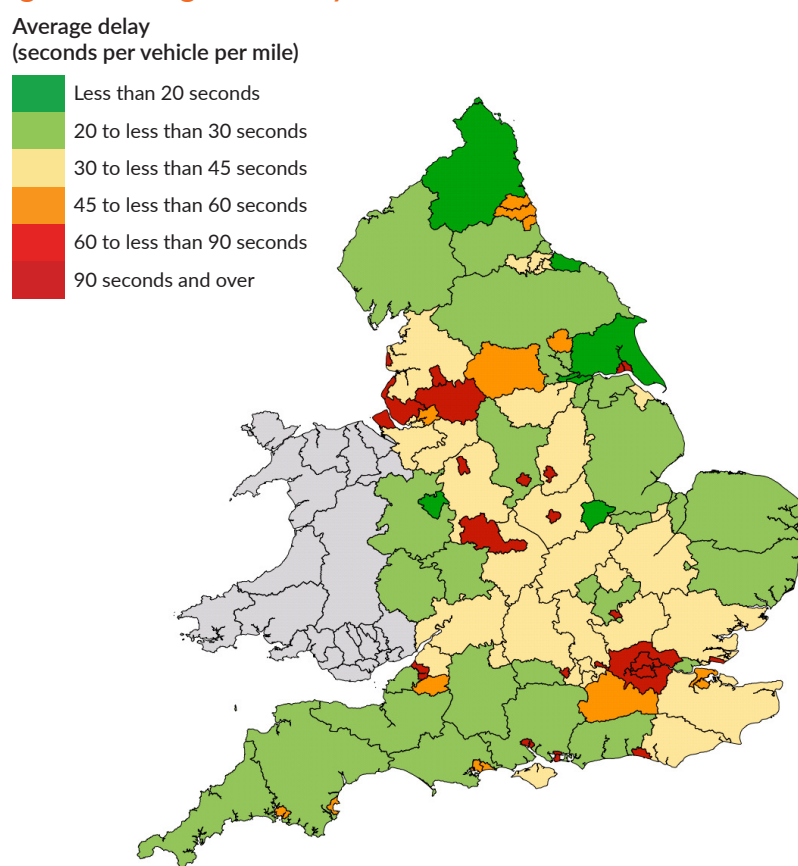 Average delay
(seconds per vehicle per mile)
Less than 20 seconds
20 to less than 30 seconds
30 to less than 45 seconds
45 to less than 60 seconds
60 to less than 90 seconds
90 seconds and over